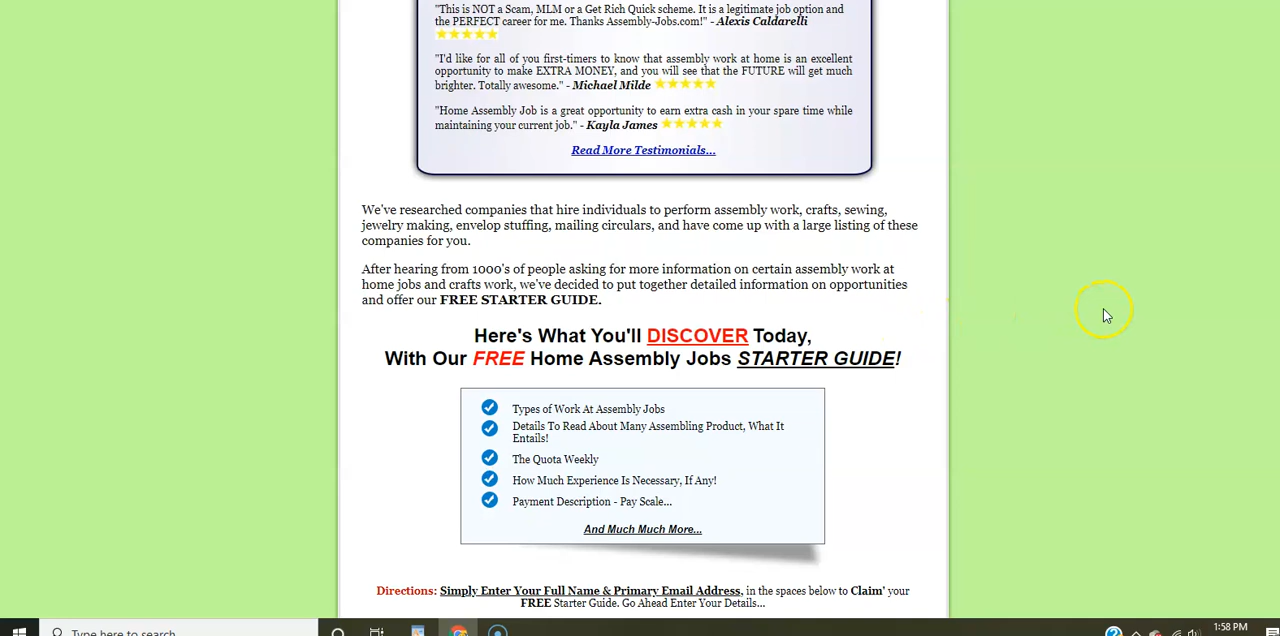 "This is NOT a Scam, MLM or a Get Rich Quick scheme. It is a legitimate job option and
the PERFECT career for me. Thanks Assembly-Jobs.com!" - Alexis Caldarelli
"I'd like for all of you first-timers to know that assembly work at home is an excellent
opportunity to make EXTRA MONEY, and you will see that the FUTURE will get much
brighter. Totally awesome." - Michael Milde
"Home Assembly Job is a great opportunity to earn extra cash in your spare time while
maintaining your current job." - Kayla James
Read More Testimonials...
We've researched companies that hire individuals to perform assembly work, crafts, sewing,
jewelry making, envelop stuffing, mailing circulars, and have come up with a large listing of these
companies for you.
After hearing from 1000's of people asking for more information on certain assembly work at
home jobs and crafts work, we've decided to put together detailed information on opportunities
and offer our FREE STARTER GUIDE.
Here's What You'll DISCOVER Today,
With Our FREE Home Assembly Jobs STARTER GUIDE!
Types of Work At Assembly Jobs
Details To Read About Many Assembling Product, What It
Entails!
The Quota Weekly
How Much Experience Is Necessary, If Any!
Payment Description - Pay Scale...
And Much Much More...
Directions: Simply Enter Your Full Name & Primary Email Address, in the spaces below to Claim' your
FREE Starter Guide. Go Ahead Enter Your Details...
Type here to search
1:58 PM